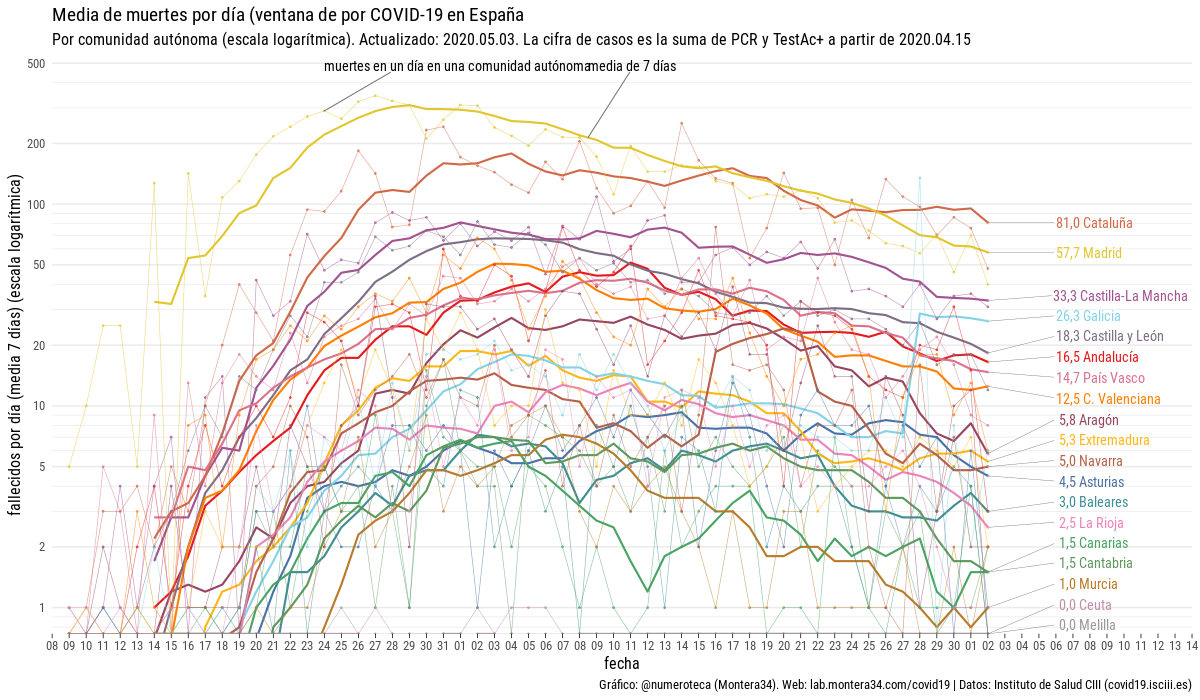 Media de muertes por día (ventana de por COVID-19 en España
Por comunidad autónoma (escala logarítmica). Actualizado: 2020.05.03. La cifra de casos es la suma de PCR y TestAc+ a partir de 2020.04.15
muertes en un día en una comunidad autónoma
media de 7 días
fallecidos por día (media 7 días) (escala logarítmica)
500
200
100
50
20
10
5
2
1
81,0 Cataluña
57,7 Madrid
33,3 Castilla-La Mancha
26,3 Galicia
18,3 Castilla y León
16,5 Andalucía
14,7 País Vasco
12,5 C. Valenciana
5,8 Aragón
5,3 Extremadura
5,0 Navarra
4,5 Asturias
3,0 Baleares
2,5 La Rioja
1,5 Canarias
1,5 Cantabria
1,0 Murcia
0,0 Ceuta
0,0 Melilla
08 09 10 11 12 13 14 15 16 17 18 19 20 21 22 23 24 25 26 27 28 29 30 31 01 02 03 04 05 06 07 08 09 10 11 12 13 14 15 16 17 18 19 20 21 22 23 24 25 26 27 28 29 30 01 02 03 04 05 06 07 08 09 10 11 12 13 14
fecha
Gráfico: @numeroteca (Montera34). Web: lab.montera34.com/covid19 | Datos: Instituto de Salud CIII (covid19.isciii.es)